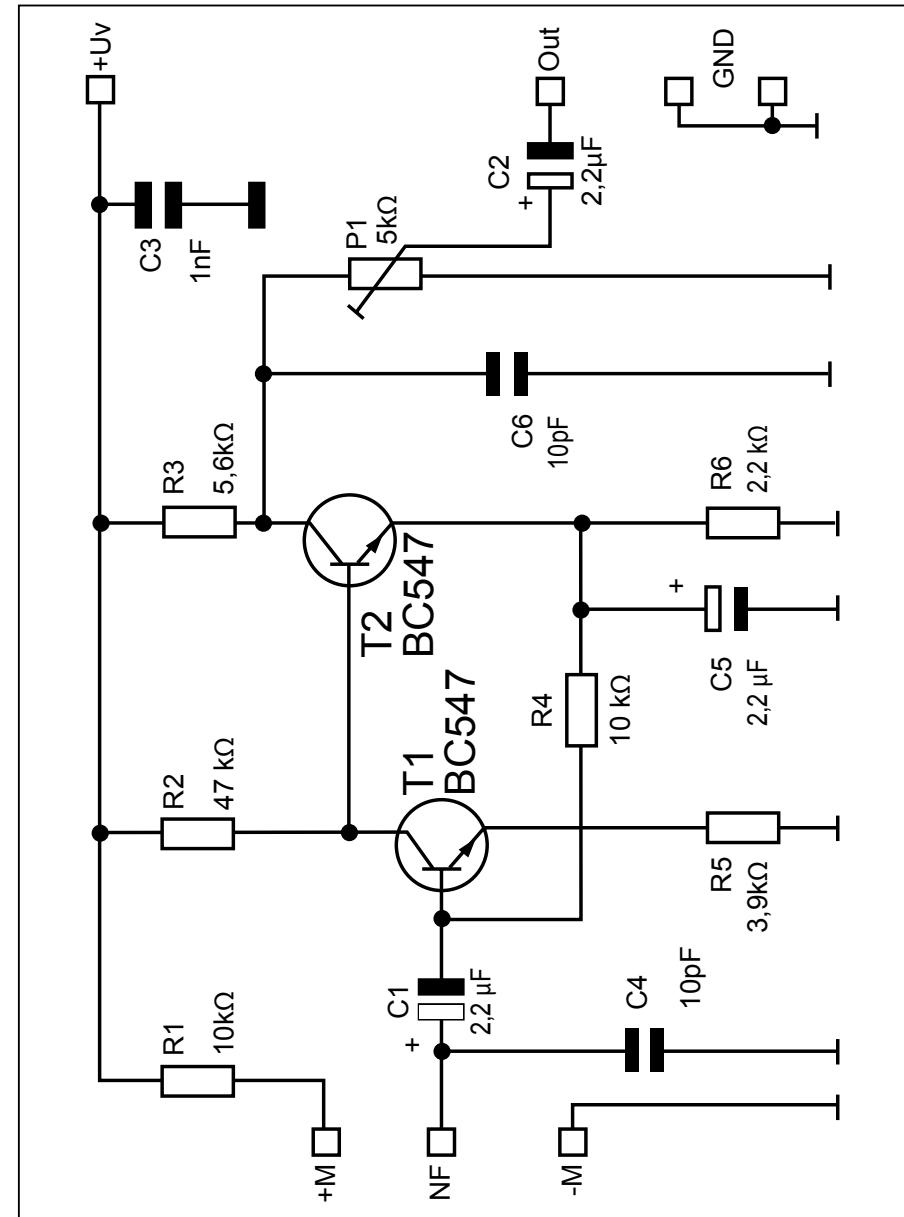 +Uv
C3
1nF
Out
C2
+
2,2µF
GND
P1
5kΩ
R3
5,6kΩ
C6
10pF
T2
BC547
R6
2,2 kΩ
R2
47 kΩ
T1
BC547
R4
10 kΩ
+
C5
2,2 µF
R1
10kΩ
C1
+
2,2 µF
R5
3,9kΩ
C4
10pF
+M
NF
-M